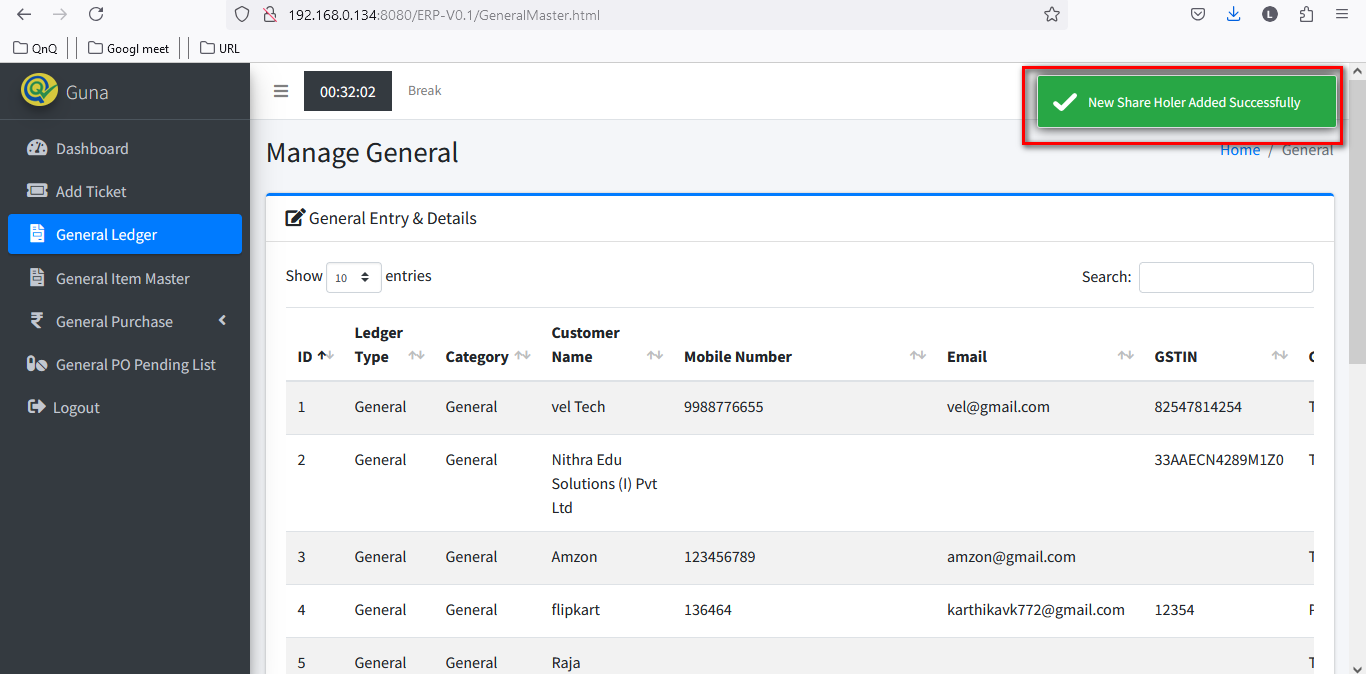 192.168.0.134:8080/ERP-V0.1/GeneralMaster.html
L
QnQ
Googl meet
URL
Guna
00:32:02
Break
New Share Holer Added Successfully
Dashboard
Add Ticket
General Ledger
General Item Master
General Purchase
General PO Pending List
Logout
Manage General
Home / General
General Entry & Details
Show 10 entries
Search:
ID Ledger Type Category Customer Name Mobile Number Email GSTIN
1 General General vel Tech 9988776655 vel@gmail.com 82547814254
2 General General Nithra Edu 33AAECN4289M1Z0
Solutions (I) Pvt
Ltd
3 General General Amzon 123456789 amzon@gmail.com
4 General General flipkart 136464 karthikavk772@gmail.com 12354
5 General General Raja